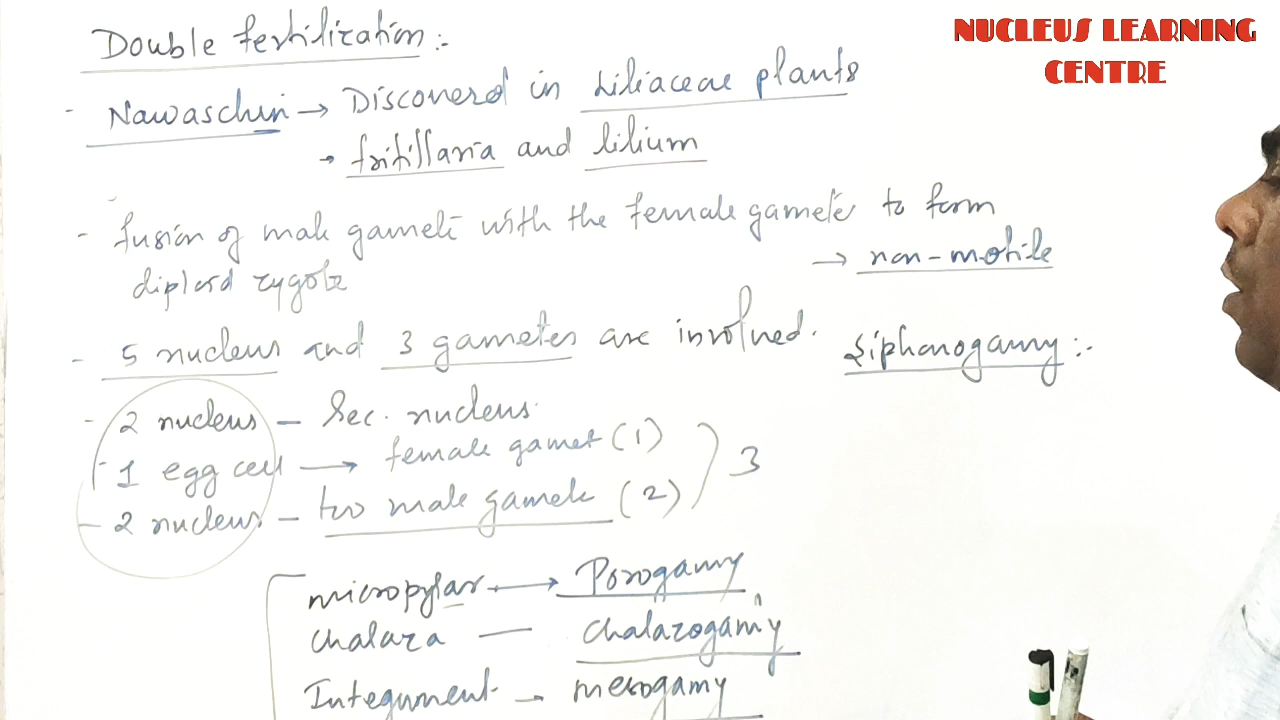 Double fertilization:-
NUCLEUS LEARNING
CENTRE
- Nawaschin → Discovered in Liliaceae plants
→ fritillaria and lilium
- fusion of male gamete with the female gamete to form
diploid zygote
→ non-motile
- 5 nucleus and 3 gametes are involved.
Siphonogamy:-
- 2 nucleus - Sec. nucleus.
- 1 egg cell → female gamet (1)
3
- 2 nucleus - two male gamete (2)
micropylar → Porogamy
chalaza — chalazogamy
Integument → mesogamy